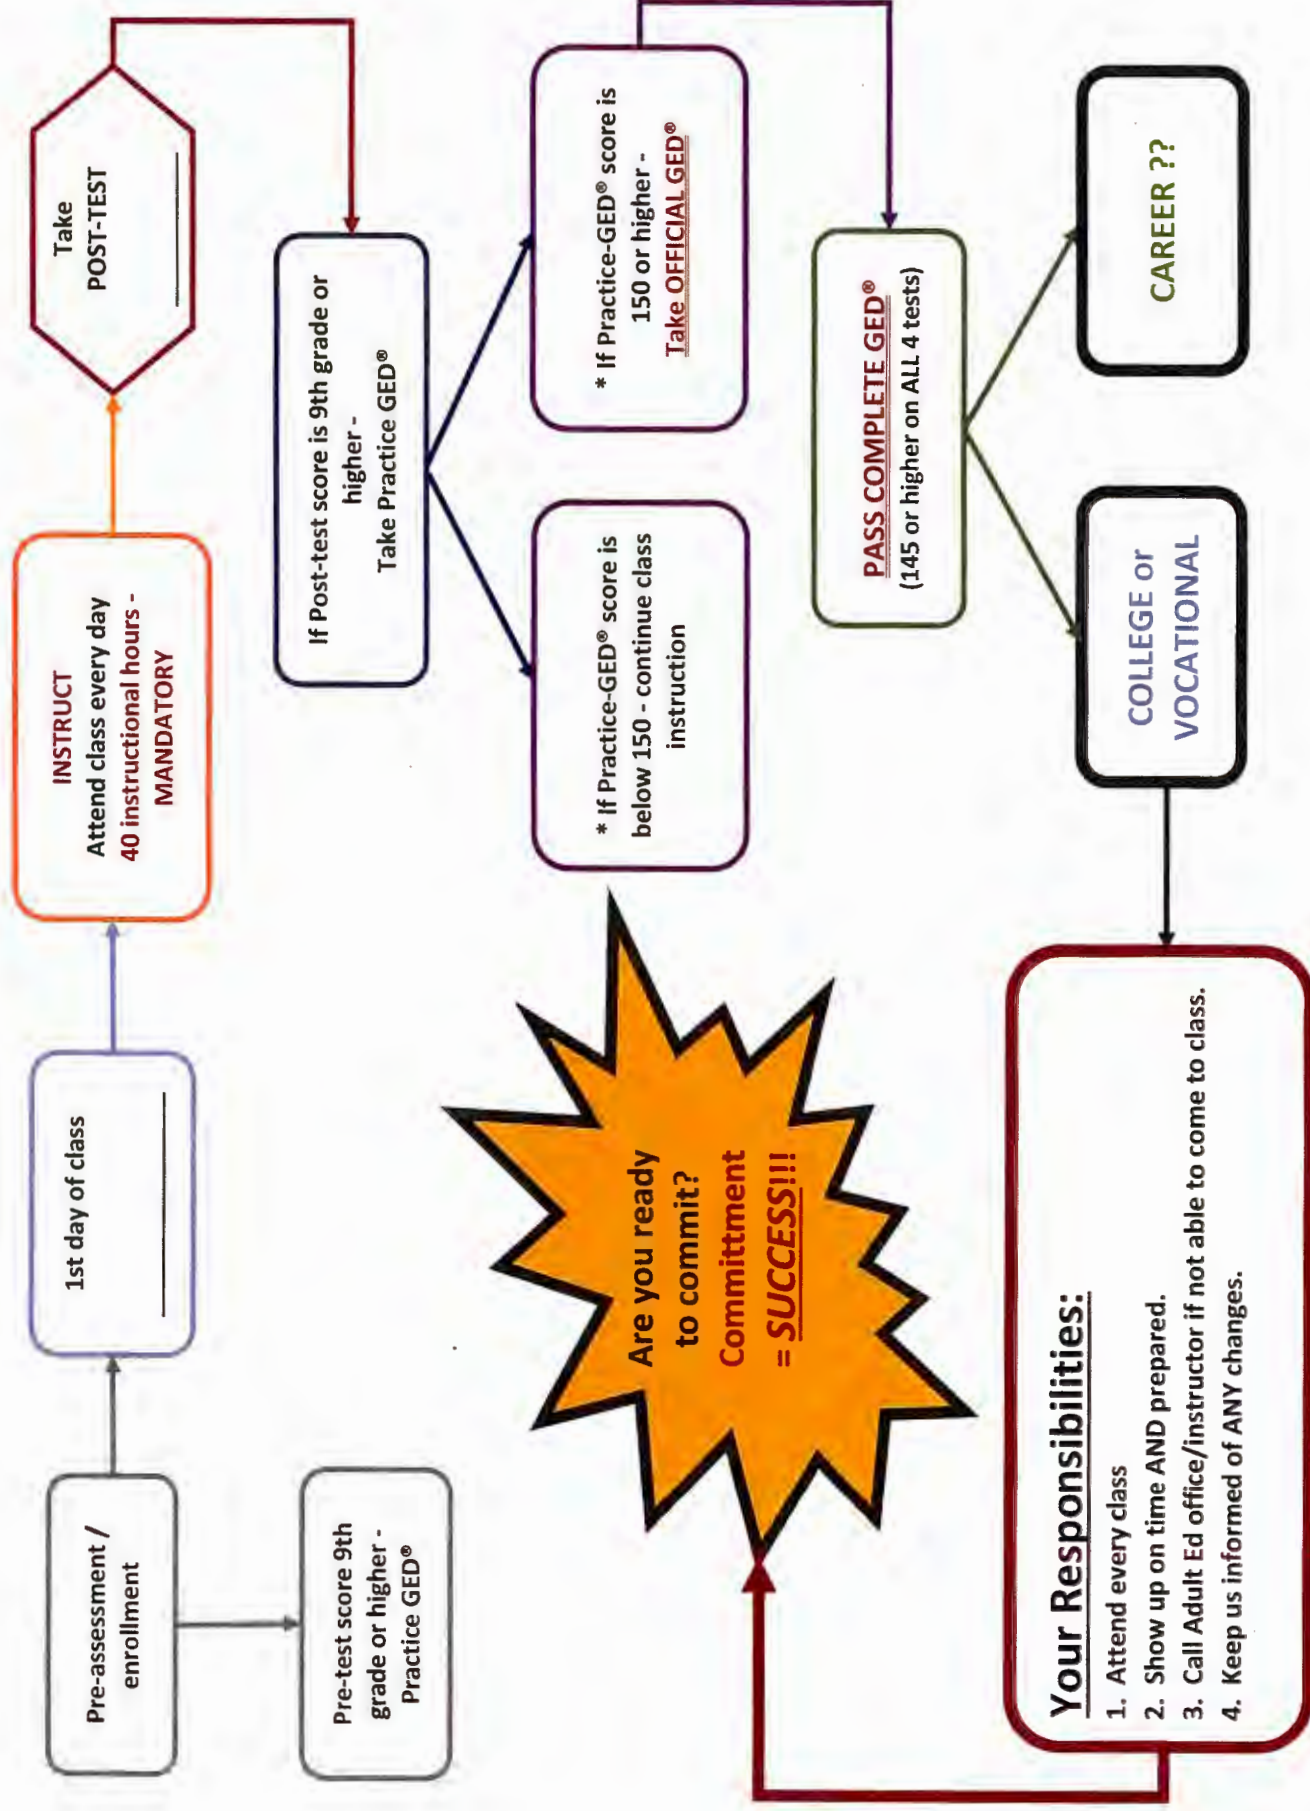 Pre-assessment /
enrollment
Pre-test score 9th
grade or higher -
Practice GED®
1st day of class
INSTRUCT
Attend class every day
40 instructional hours -
MANDATORY
Take
POST-TEST
If Post-test score is 9th grade or
higher -
Take Practice GED®
* If Practice-GED® score is
below 150 - continue class
instruction
* If Practice-GED® score is
150 or higher -
Take OFFICIAL GED®
PASS COMPLETE GED®
(145 or higher on ALL 4 tests)
COLLEGE or
VOCATIONAL
CAREER ??
Your Responsibilities:
1. Attend every class
2. Show up on time AND prepared.
3. Call Adult Ed office/instructor if not able to come to class.
4. Keep us informed of ANY changes.
Are you ready
to commit?
Committment
= SUCCESS!!!